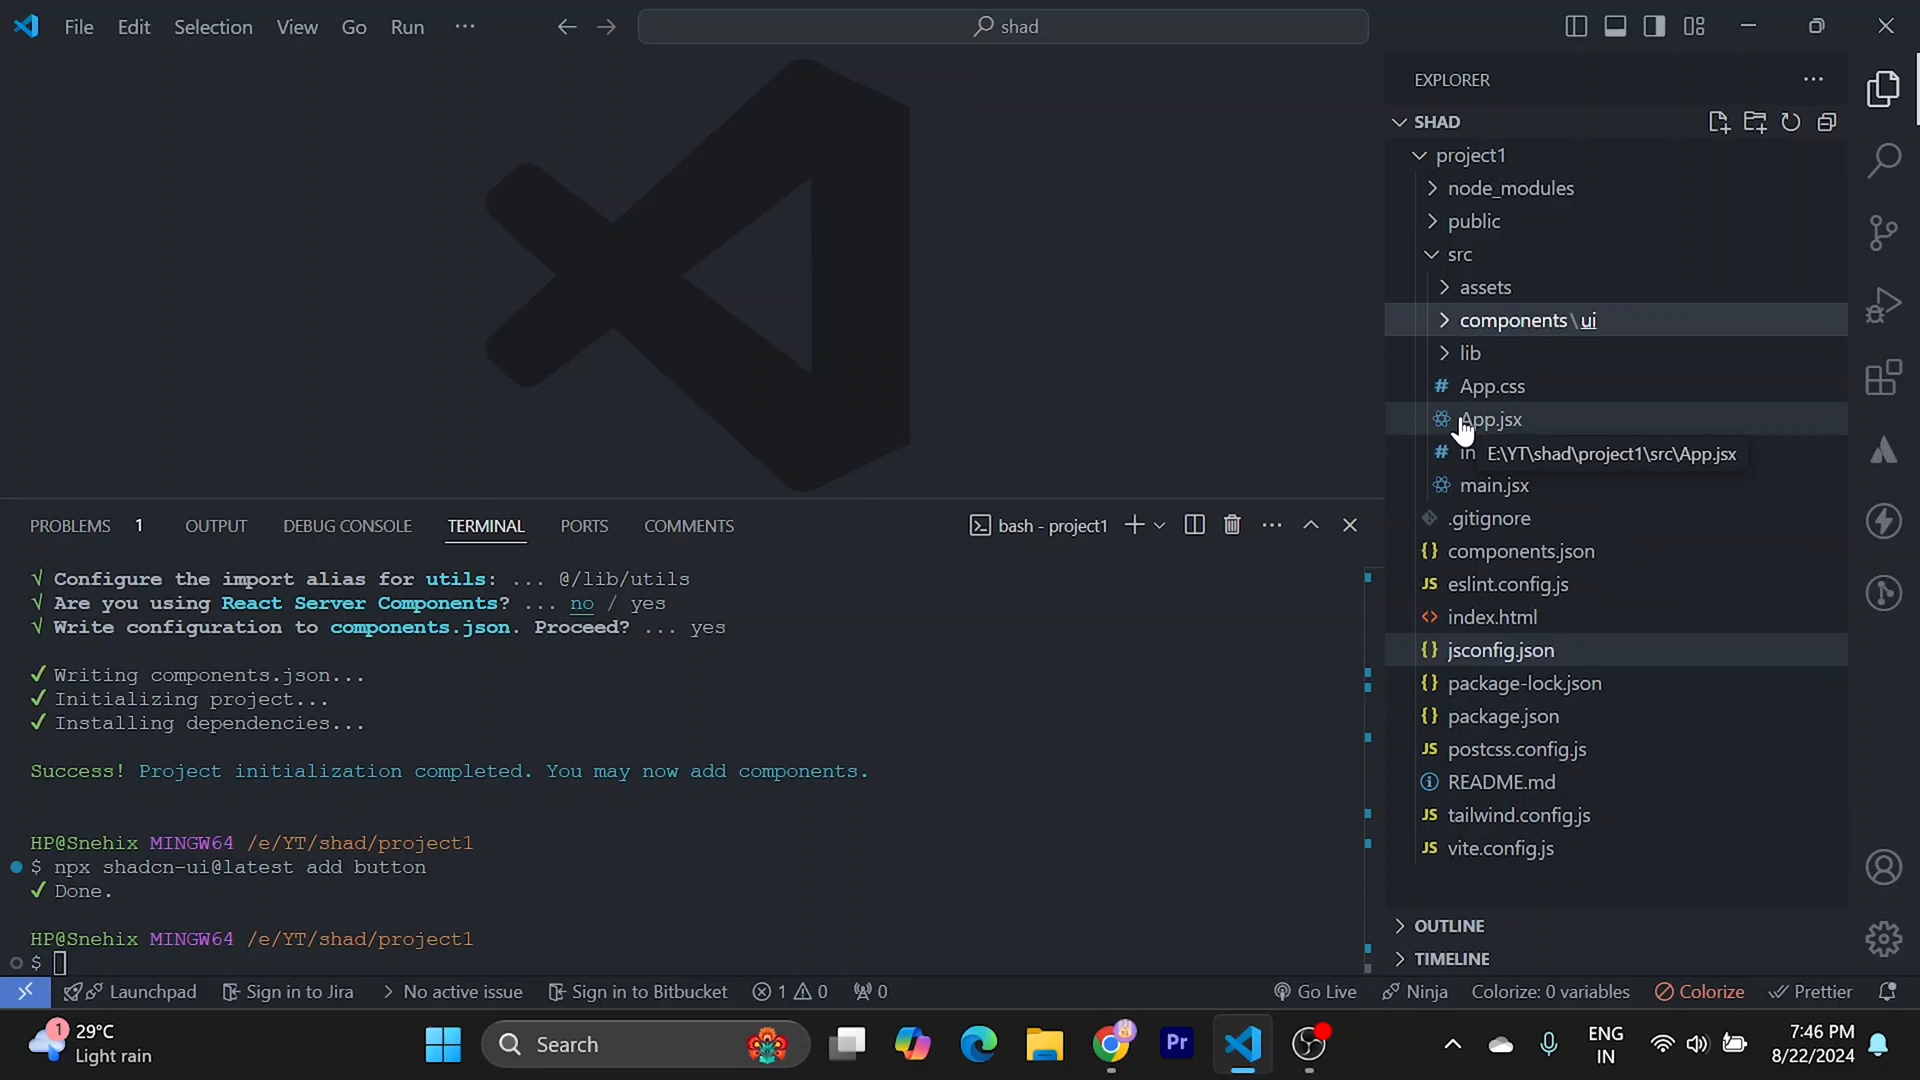 File Edit Selection View Go Run ··· shad
EXPLORER
SHAD
project1
node_modules
public
src
assets
components\ui
lib
# App.css
App.jsx
# in E:\YT\shad\project1\src\App.jsx
main.jsx
.gitignore
{} components.json
JS eslint.config.js
<> index.html
{} jsconfig.json
{} package-lock.json
{} package.json
JS postcss.config.js
README.md
JS tailwind.config.js
JS vite.config.js
OUTLINE
TIMELINE
PROBLEMS 1 OUTPUT DEBUG CONSOLE TERMINAL PORTS COMMENTS bash - project1
√ Configure the import alias for utils: ... @/lib/utils
√ Are you using React Server Components? ... no / yes
√ Write configuration to components.json. Proceed? ... yes
✓ Writing components.json...
✓ Initializing project...
✓ Installing dependencies...
Success! Project initialization completed. You may now add components.
HP@Snehix MINGW64 /e/YT/shad/project1
$ npx shadcn-ui@latest add button
✓ Done.
HP@Snehix MINGW64 /e/YT/shad/project1
$
Launchpad Sign in to Jira No active issue Sign in to Bitbucket 1 0 0 Go Live Ninja Colorize: 0 variables Colorize Prettier
1 29°C
Light rain
Search
Pr
ENG
IN
7:46 PM
8/22/2024